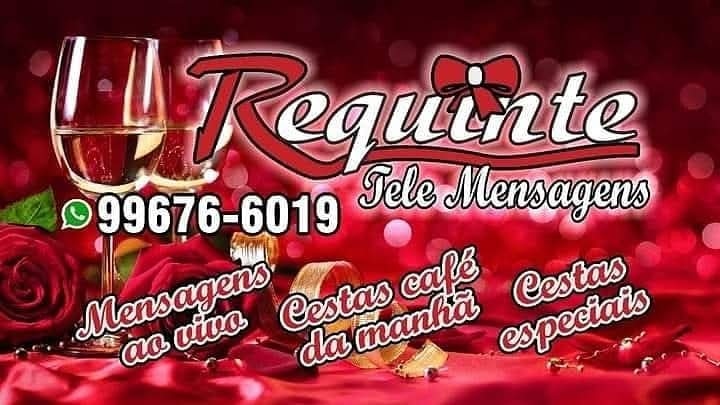 Requinte
Tele Mensagens
99676-6019
Mensagens
ao vivo
Cestas café
da manhã
Cestas
especiais